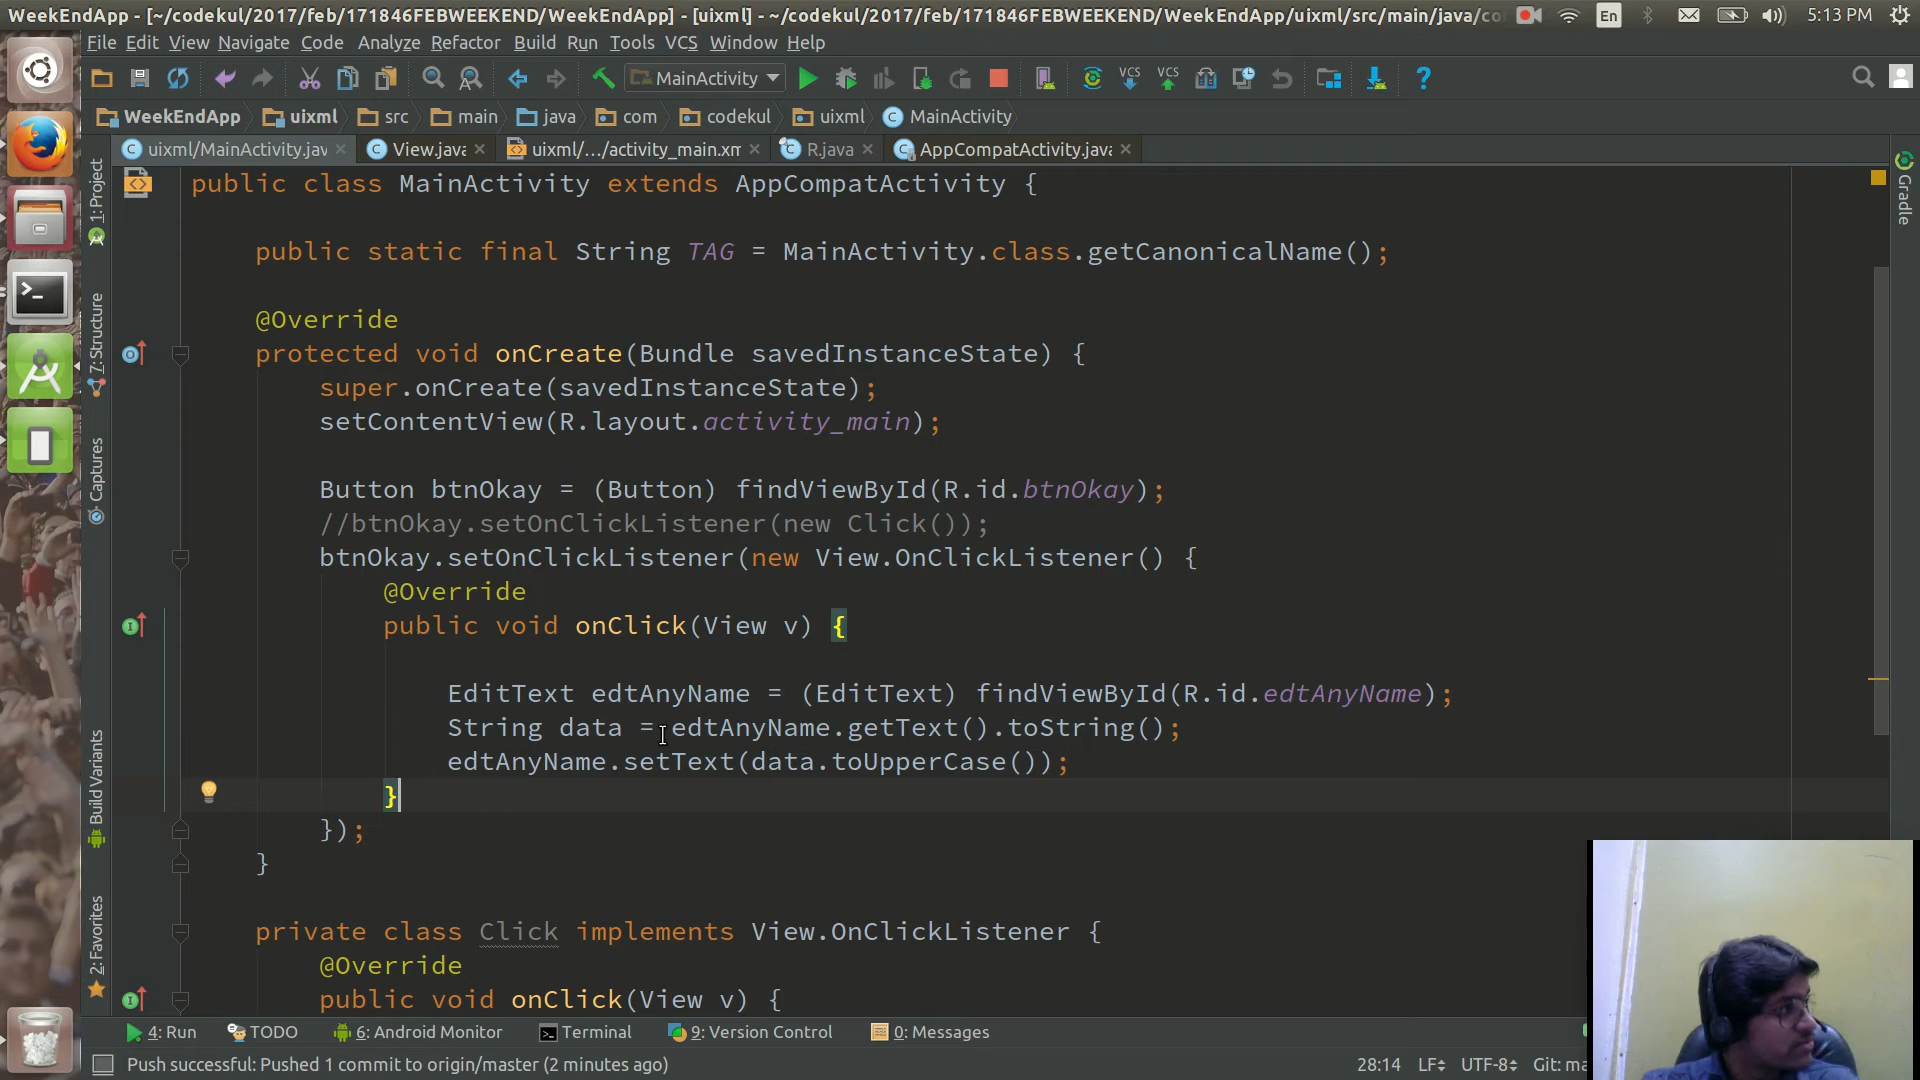 WeekEndApp - [~/codekul/2017/feb/171846FEBWEEKEND/WeekEndApp] - [uixml] - ~/codekul/2017/feb/171846FEBWEEKEND/WeekEndApp/uixml/src/main/java/co
En
5:13 PM
File Edit View Navigate Code Analyze Refactor Build Run Tools VCS Window Help
MainActivity
VCS VCS ?
WeekEndApp uixml src main java com codekul uixml MainActivity
uixml/MainActivity.jav View.java uixml/.../activity_main.xm R.java AppCompatActivity.java
1: Project
7: Structure
Captures
Build Variants
2: Favorites
Gradle
public class MainActivity extends AppCompatActivity {
public static final String TAG = MainActivity.class.getCanonicalName();
@Override
protected void onCreate(Bundle savedInstanceState) {
super.onCreate(savedInstanceState);
setContentView(R.layout.activity_main);
Button btnOkay = (Button) findViewById(R.id.btnOkay);
//btnOkay.setOnClickListener(new Click());
btnOkay.setOnClickListener(new View.OnClickListener() {
@Override
public void onClick(View v) {
EditText edtAnyName = (EditText) findViewById(R.id.edtAnyName);
String data = edtAnyName.getText().toString();
edtAnyName.setText(data.toUpperCase());
}
});
}
private class Click implements View.OnClickListener {
@Override
public void onClick(View v) {
4: Run TODO 6: Android Monitor Terminal 9: Version Control 0: Messages
Push successful: Pushed 1 commit to origin/master (2 minutes ago)
28:14 LF UTF-8 Git: ma